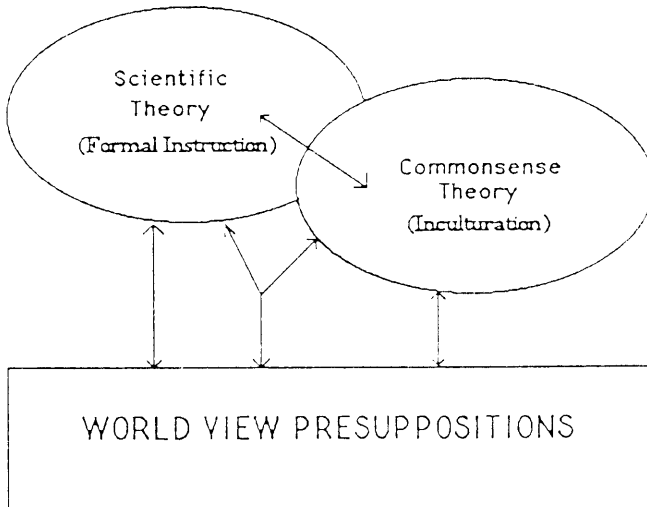 Scientific
Theory
(Formal Instruction)
Commonsense
Theory
(Inculturation)
WORLD VIEW PRESUPPOSITIONS